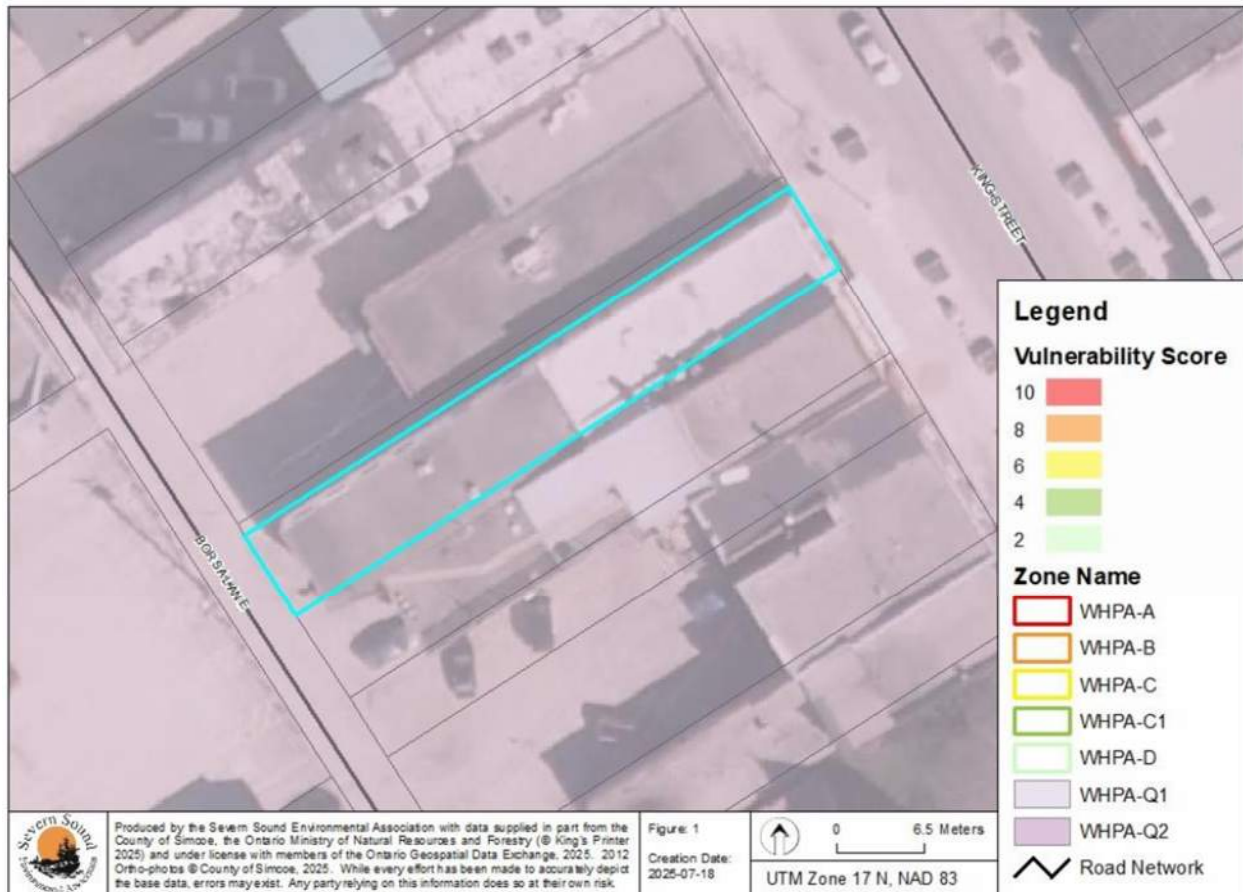 KING STREET
BORSA LANE
Legend
Vulnerability Score
10
8
6
4
2
Zone Name
WHPA-A
WHPA-B
WHPA-C
WHPA-C1
WHPA-D
WHPA-Q1
WHPA-Q2
Road Network
Severn Sound
Environmental Association
Produced by the Severn Sound Environmental Association with data supplied in part from the
County of Simcoe, the Ontario Ministry of Natural Resources and Forestry (© King's Printer
2025) and under license with members of the Ontario Geospatial Data Exchange, 2025. 2012
Ortho-photos © County of Simcoe, 2025. While every effort has been made to accurately depict
the base data, errors may exist. Any party relying on this information does so at their own risk.
Figure: 1
Creation Date:
2025-07-18
0 6.5 Meters
UTM Zone 17 N, NAD 83